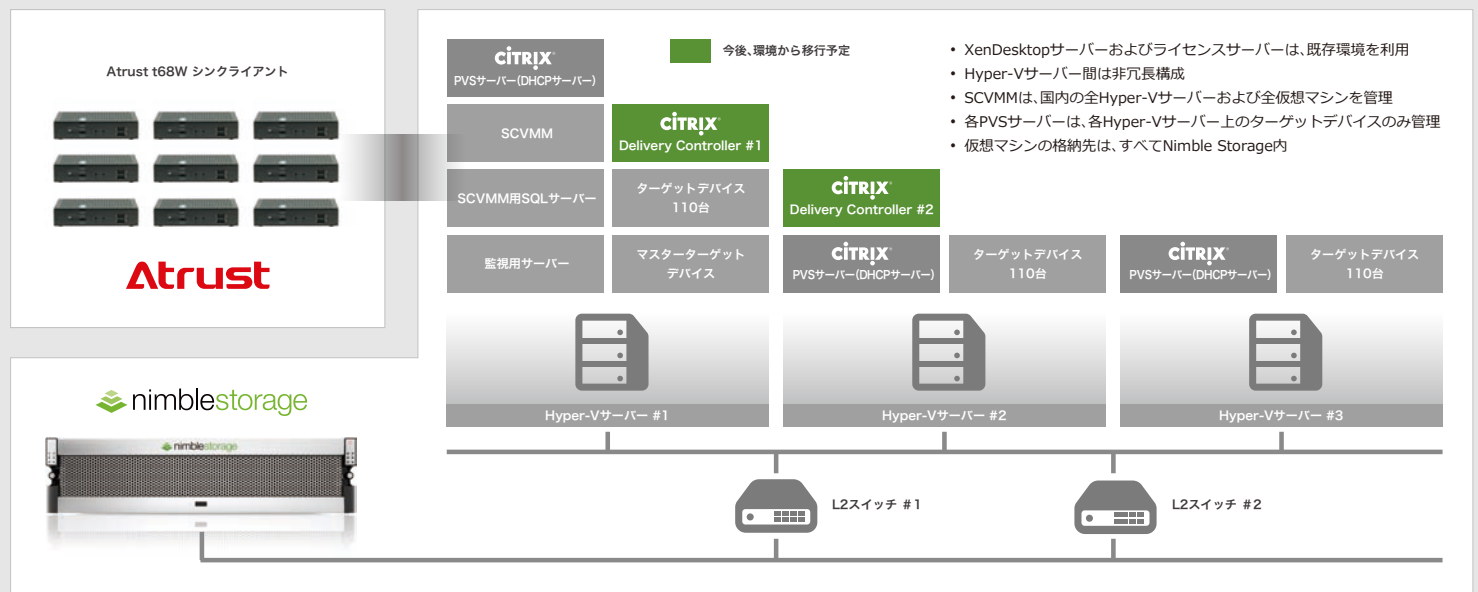 Atrust t68W シンクライアント
Atrust
CİTRIX
PVSサーバー(DHCPサーバー)
SCVMM
SCVMM用SQLサーバー
監視用サーバー
CİTRIX
Delivery Controller #1
ターゲットデバイス
110台
マスターターゲット
デバイス
今後、環境から移行予定
CİTRIX
Delivery Controller #2
CİTRIX
PVSサーバー(DHCPサーバー)
ターゲットデバイス
110台
CİTRIX
PVSサーバー(DHCPサーバー)
ターゲットデバイス
110台
• XenDesktopサーバーおよびライセンスサーバーは、既存環境を利用
• Hyper-Vサーバー間は非冗長構成
• SCVMMは、国内の全Hyper-Vサーバーおよび全仮想マシンを管理
• 各PVSサーバーは、各Hyper-Vサーバー上のターゲットデバイスのみ管理
• 仮想マシンの格納先は、すべてNimble Storage内
Hyper-Vサーバー #1
Hyper-Vサーバー #2
Hyper-Vサーバー #3
nimblestorage
nimblestorage
L2スイッチ #1
L2スイッチ #2